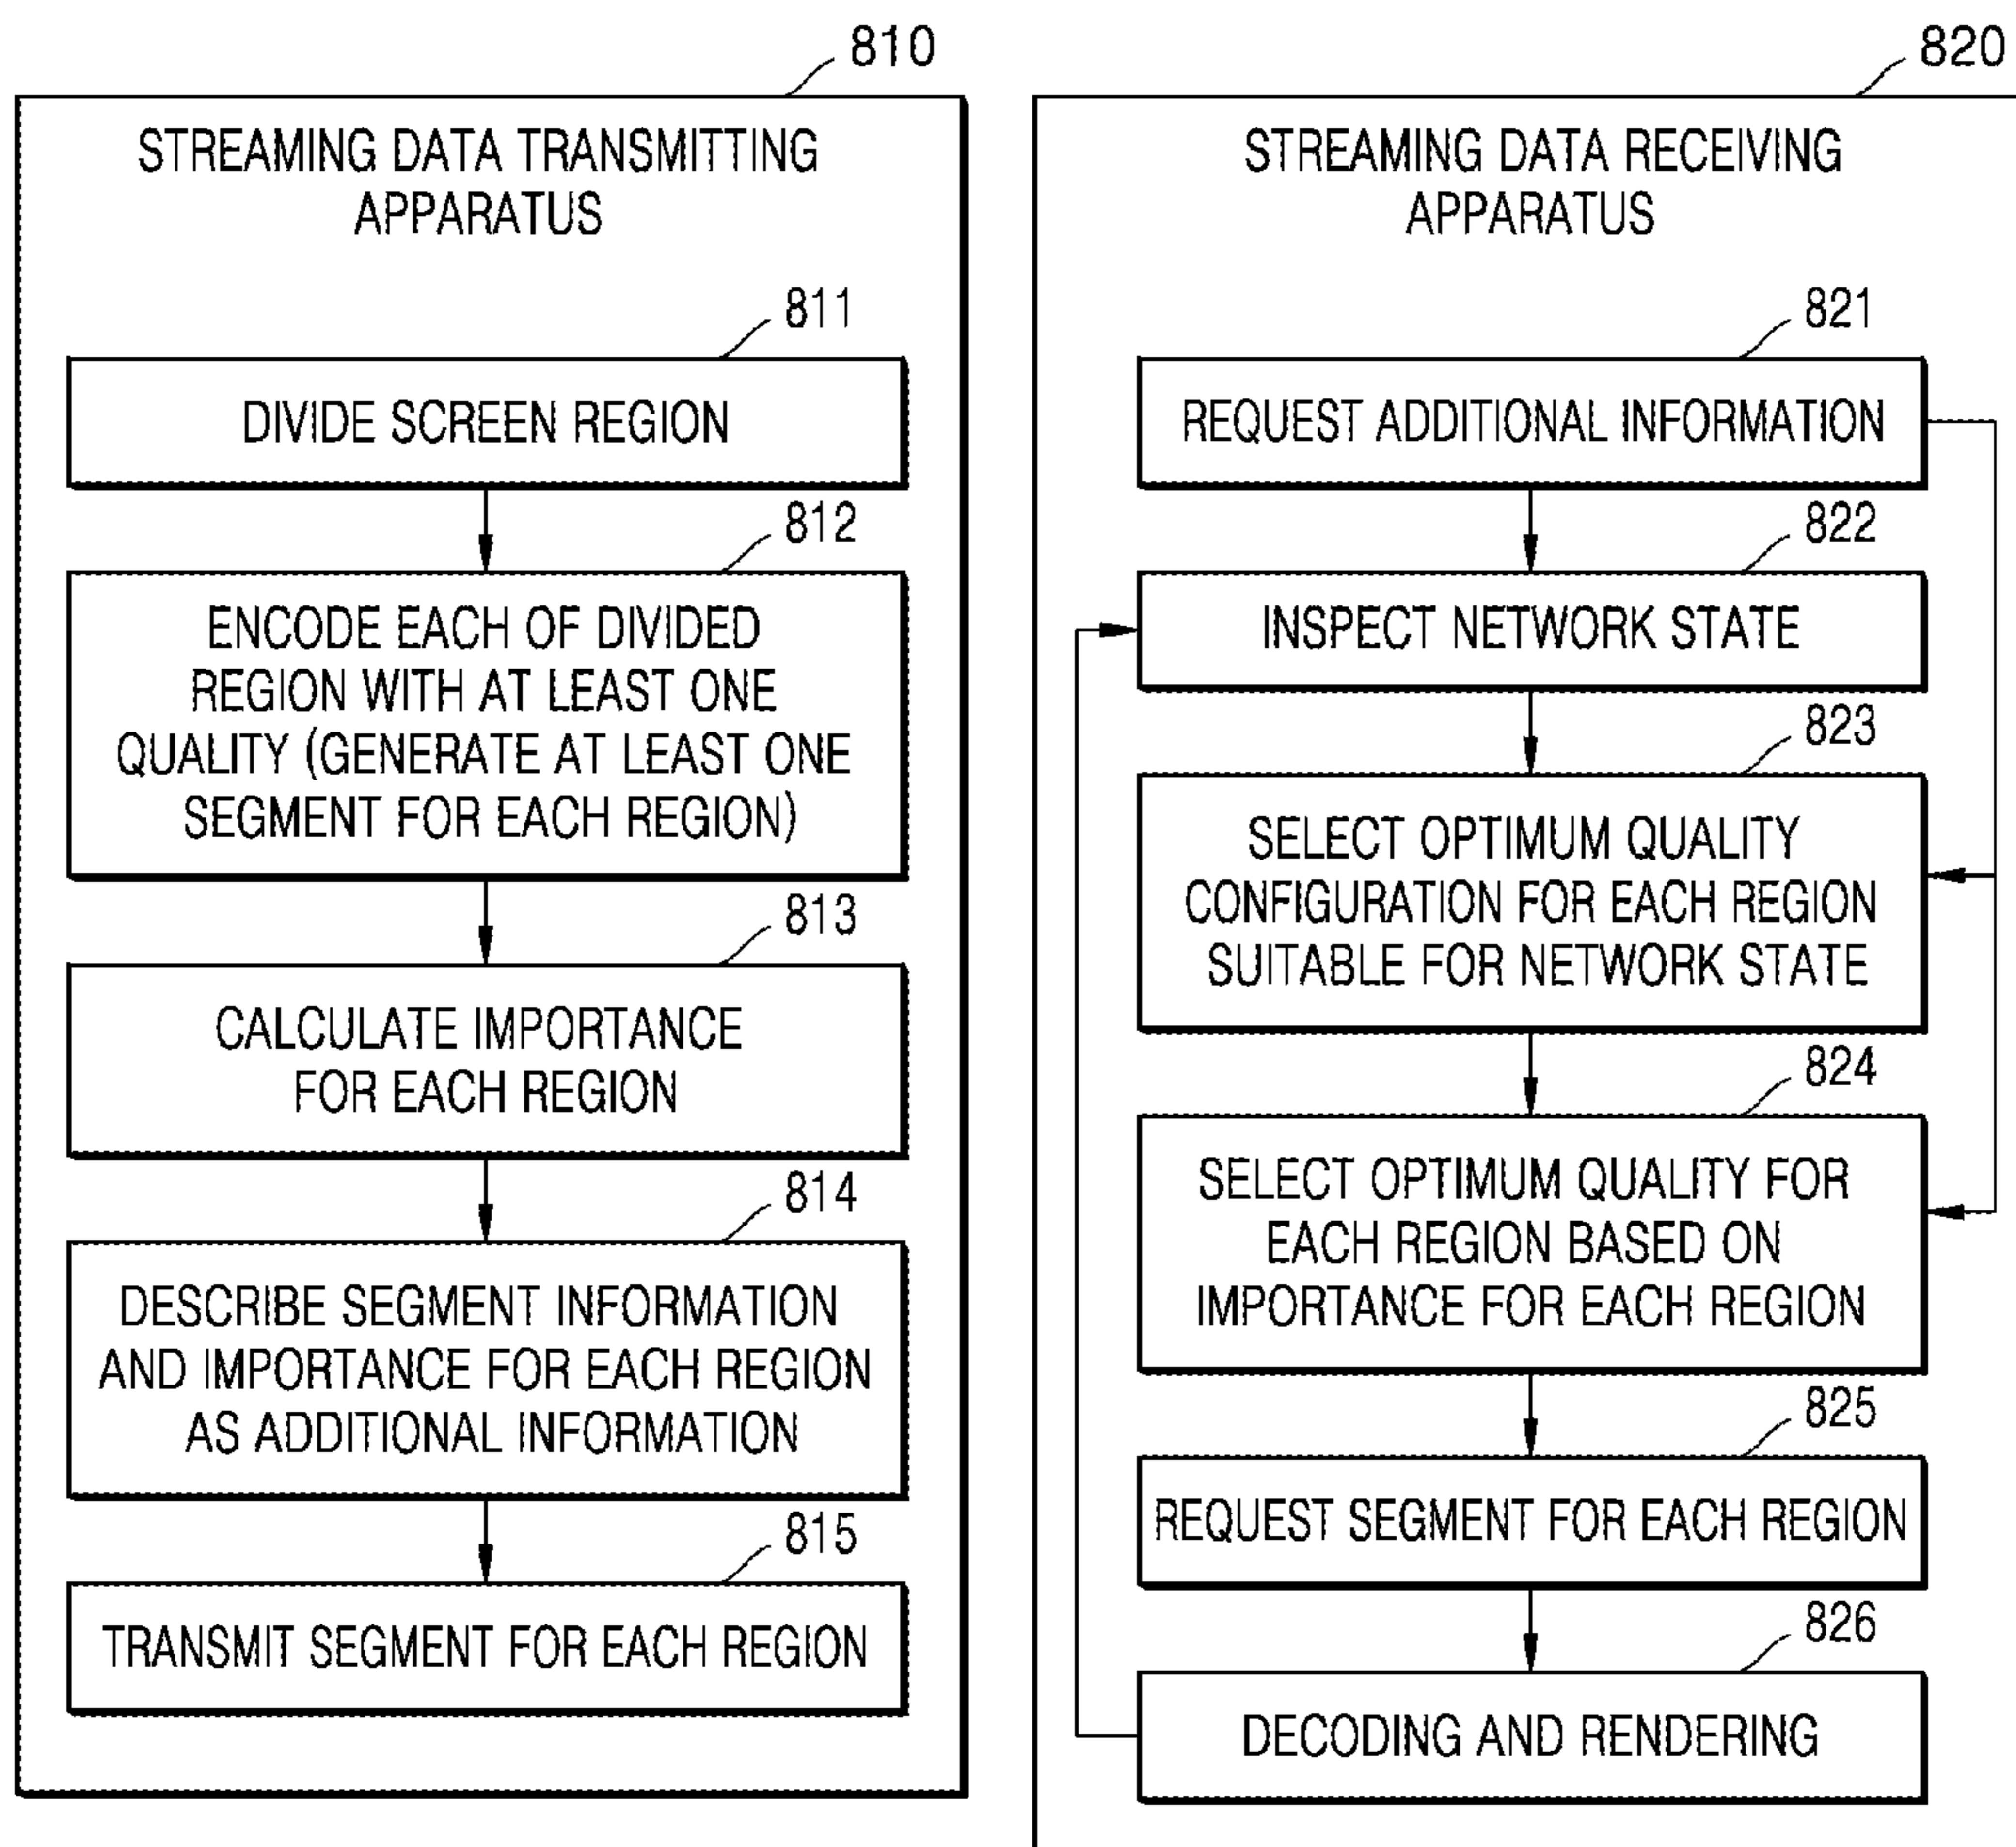 810
STREAMING DATA TRANSMITTING
APPARATUS
811
DIVIDE SCREEN REGION
812
ENCODE EACH OF DIVIDED
REGION WITH AT LEAST ONE
QUALITY (GENERATE AT LEAST ONE
SEGMENT FOR EACH REGION)
813
CALCULATE IMPORTANCE
FOR EACH REGION
814
DESCRIBE SEGMENT INFORMATION
AND IMPORTANCE FOR EACH REGION
AS ADDITIONAL INFORMATION
815
TRANSMIT SEGMENT FOR EACH REGION
820
STREAMING DATA RECEIVING
APPARATUS
821
REQUEST ADDITIONAL INFORMATION
822
INSPECT NETWORK STATE
823
SELECT OPTIMUM QUALITY
CONFIGURATION FOR EACH REGION
SUITABLE FOR NETWORK STATE
824
SELECT OPTIMUM QUALITY FOR
EACH REGION BASED ON
IMPORTANCE FOR EACH REGION
825
REQUEST SEGMENT FOR EACH REGION
826
DECODING AND RENDERING